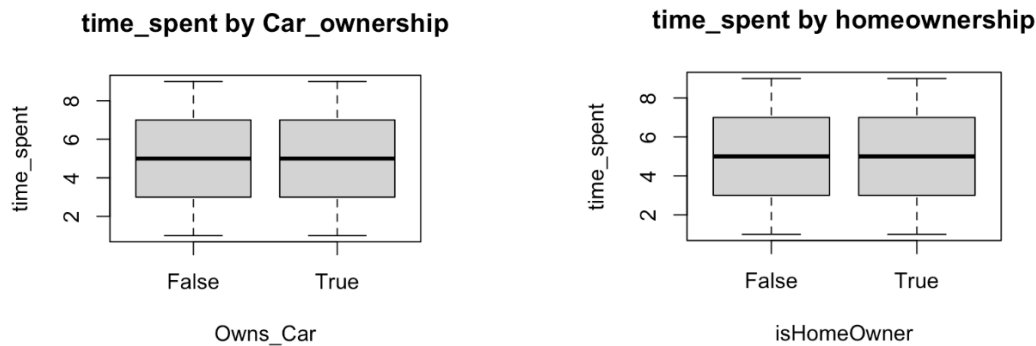 time_spent by Car_ownership
time_spent
8
6
4
2
False
True
Owns_Car
time_spent by homeownership
time_spent
8
6
4
2
False
True
isHomeOwner